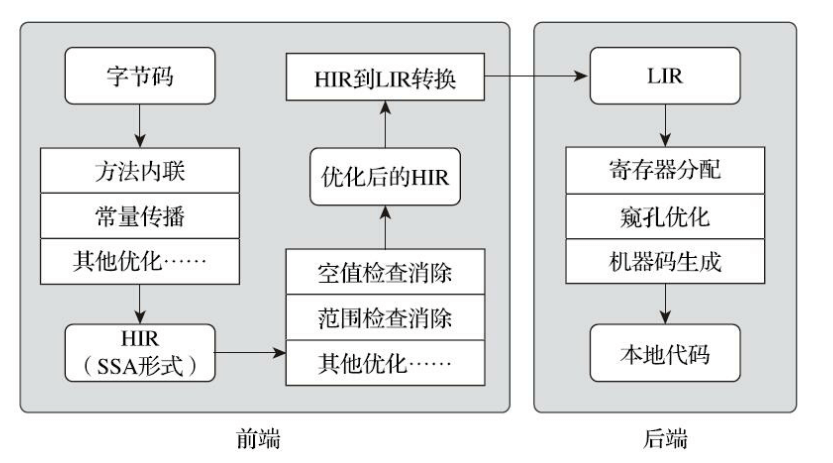 字节码
方法内联
常量传播
其他优化……
HIR
（SSA形式）
HIR到LIR转换
优化后的HIR
空值检查消除
范围检查消除
其他优化……
前端
LIR
寄存器分配
窥孔优化
机器码生成
本地代码
后端